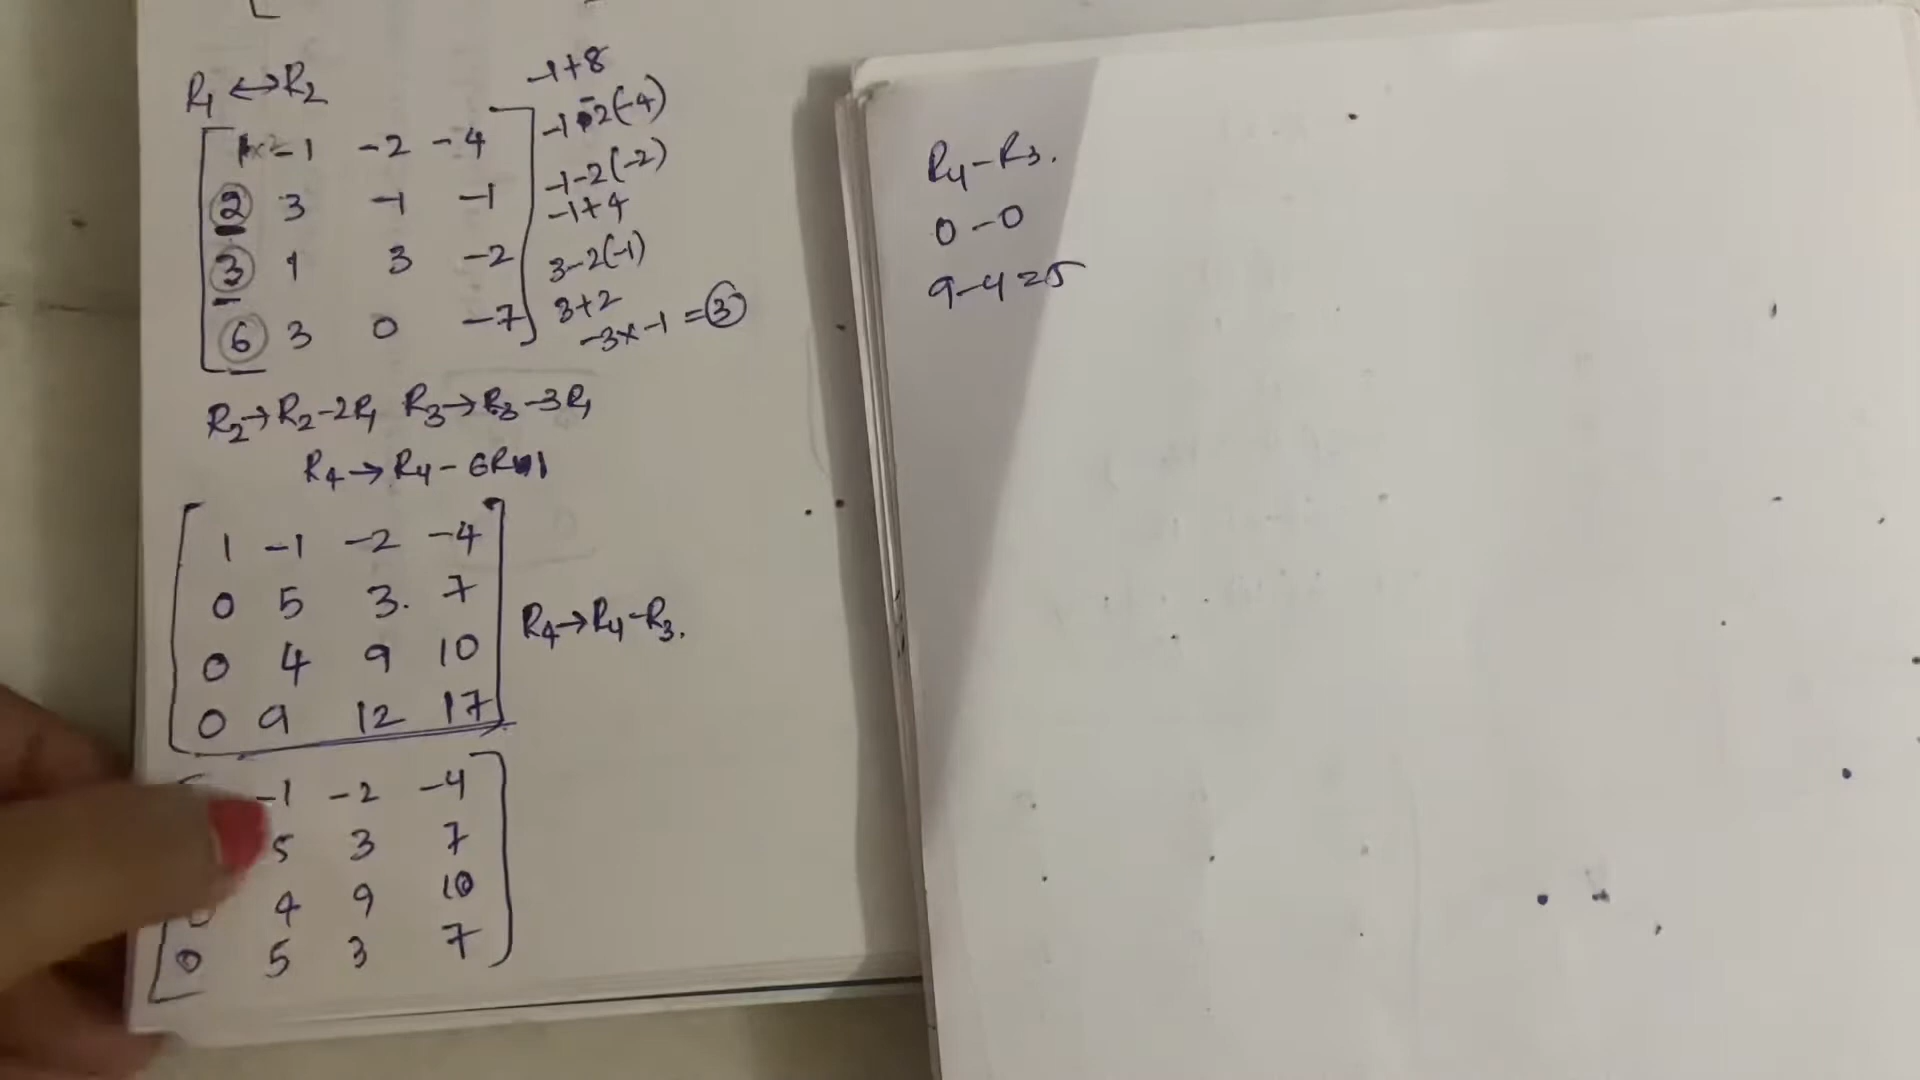 R1 ↔ R2
-1+8
1x2 -1 -2 -4
-1-2(-4)
2 3 -1 -1
-1-2(-2)
-1+4
3 1 3 -2
3-2(-1)
3+2
6 3 0 -7
-3x-1 = 3
R2→R2-2R1 R3→R3-3R1
R4→R4-6R1
1 -1 -2 -4
0 5 3. 7
R4→R4-R3.
0 4 9 10
0 9 12 17
-1 -2 -4
5 3 7
4 9 10
0 5 3 7
R4-R3.
0-0
9-4=5